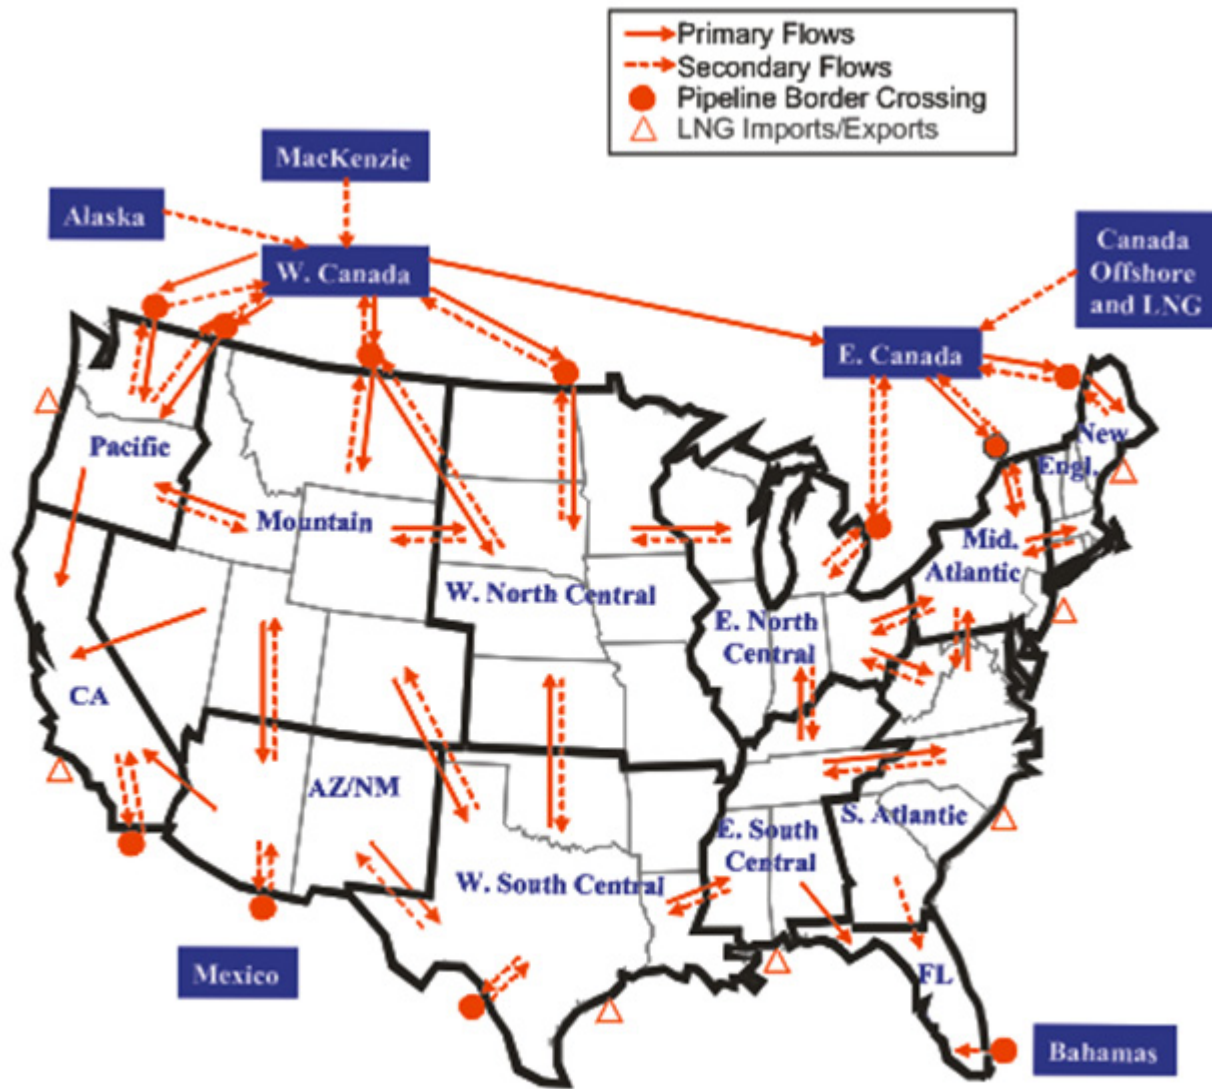 Primary Flows
Secondary Flows
Pipeline Border Crossing
LNG Imports/Exports
MacKenzie
Alaska
W. Canada
Canada
Offshore
and LNG
E. Canada
Pacific
New
Engl.
Mountain
Mid.
Atlantic
W. North Central
E. North
Central
CA
AZ/NM
S. Atlantic
E. South
Central
W. South Central
Mexico
FL
Bahamas